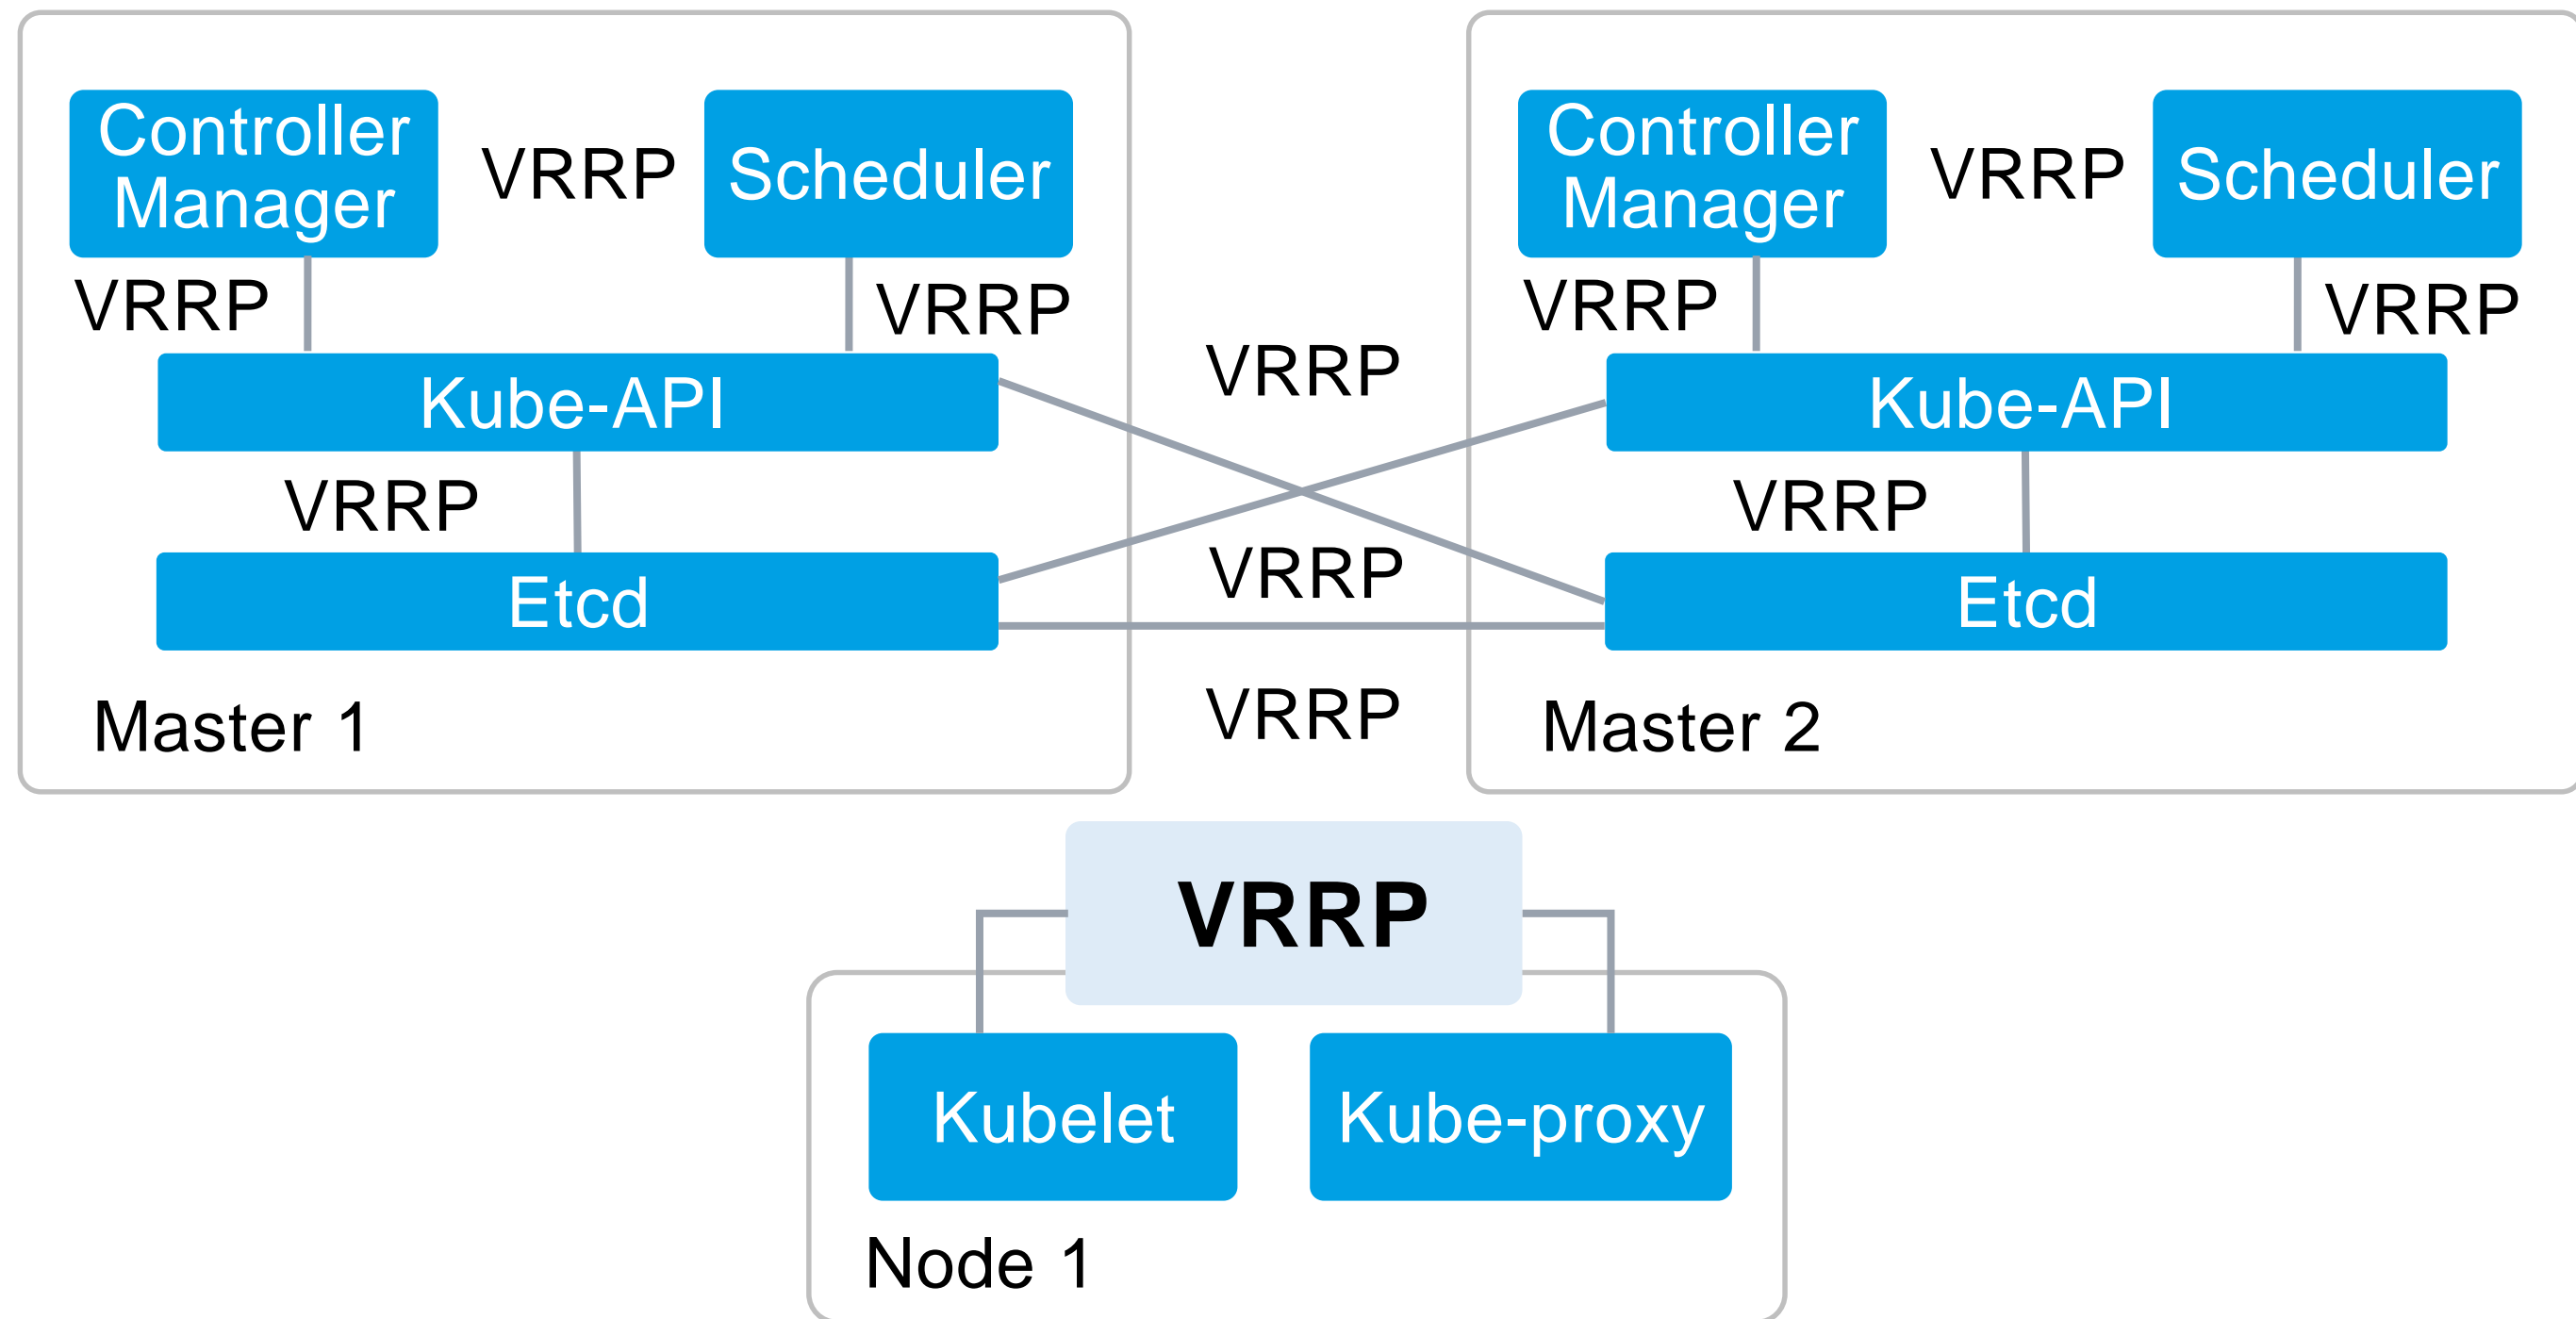 Controller
Manager
VRRP
Scheduler
VRRP
VRRP
Kube-API
VRRP
Etcd
Master 1
VRRP
VRRP
VRRP
Controller
Manager
VRRP
Scheduler
VRRP
VRRP
Kube-API
VRRP
Etcd
Master 2
VRRP
Kubelet
Kube-proxy
Node 1